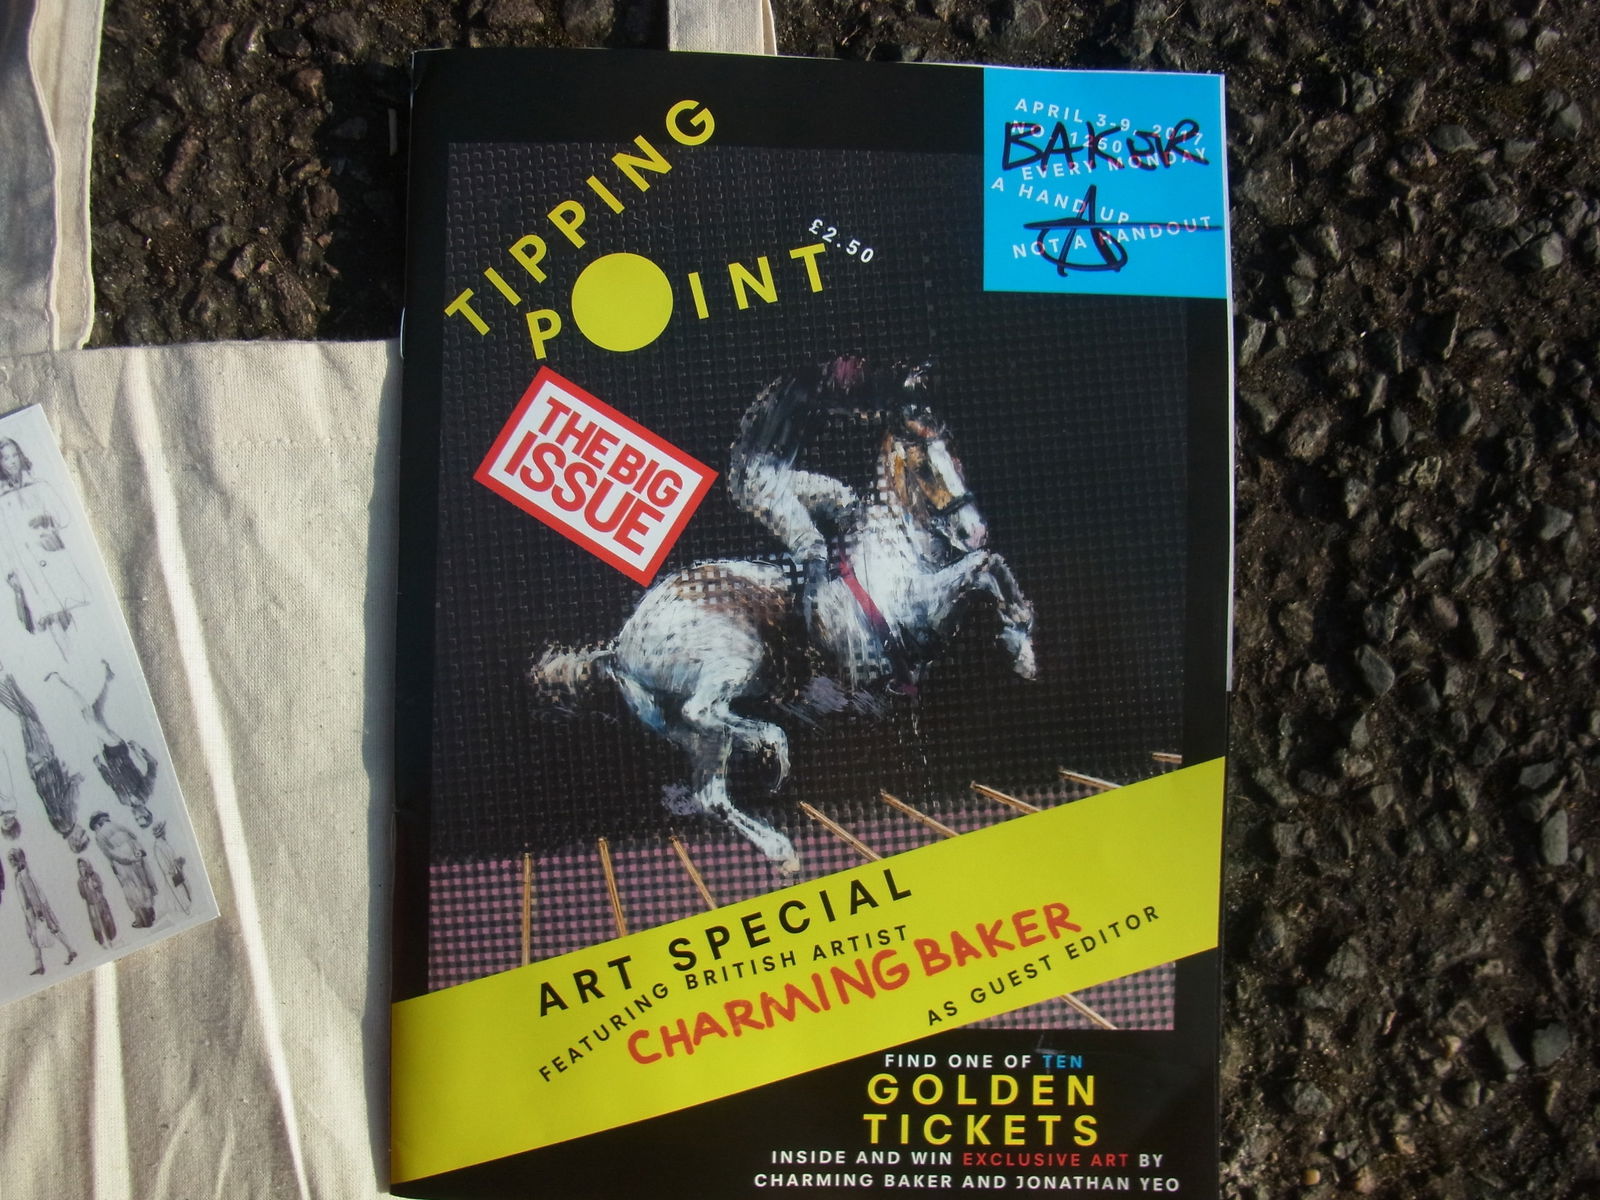 TIPPING
POINT
£2.50
APRIL 3-9, 2017
NO. 1250
EVERY MONDAY
A HAND UP
NOT A HANDOUT
BAKER
A
THE BIG
ISSUE
ART SPECIAL
FEATURING BRITISH ARTIST
CHARMING BAKER
AS GUEST EDITOR
FIND ONE OF TEN
GOLDEN
TICKETS
INSIDE AND WIN EXCLUSIVE ART BY
CHARMING BAKER AND JONATHAN YEO